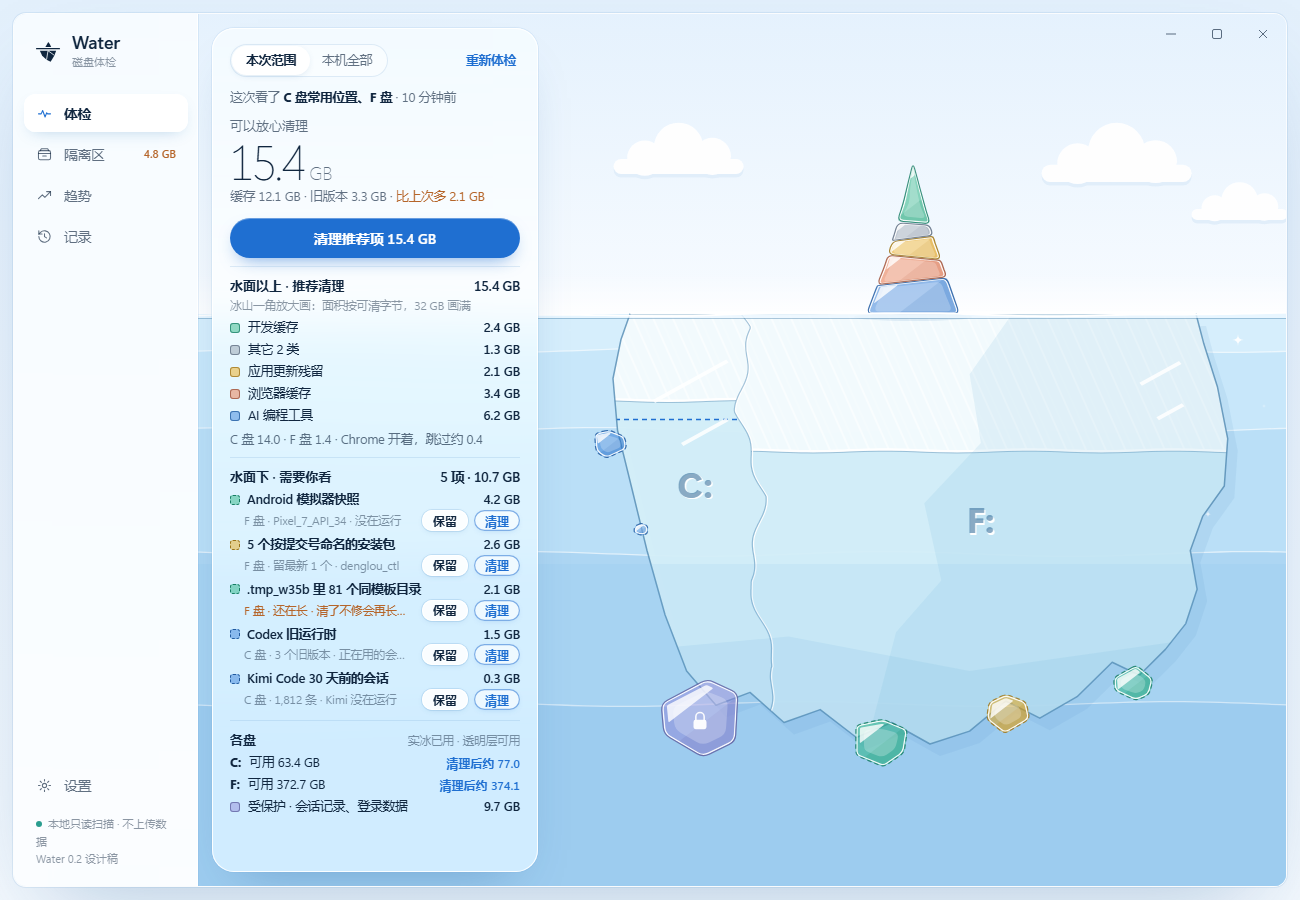 Water
磁盘体检
体检
隔离区 4.8 GB
趋势
记录
设置
本地只读扫描 · 不上传数
据
Water 0.2 设计稿
本次范围 本机全部 重新体检
这次看了 C 盘常用位置、F 盘 · 10 分钟前
可以放心清理
15.4 GB
缓存 12.1 GB · 旧版本 3.3 GB · 比上次多 2.1 GB
清理推荐项 15.4 GB
水面以上 · 推荐清理 15.4 GB
冰山一角放大画：面积按可清字节，32 GB 画满
开发缓存 2.4 GB
其它 2 类 1.3 GB
应用更新残留 2.1 GB
浏览器缓存 3.4 GB
AI 编程工具 6.2 GB
C 盘 14.0 · F 盘 1.4 · Chrome 开着，跳过约 0.4
水面下 · 需要你看 5 项 · 10.7 GB
Android 模拟器快照 4.2 GB
F 盘 · Pixel_7_API_34 · 没在运行 保留 清理
5 个按提交号命名的安装包 2.6 GB
F 盘 · 留最新 1 个 · denglou_ctl 保留 清理
.tmp_w35b 里 81 个同模板目录 2.1 GB
F 盘 · 还在长 · 清了不修会再长... 保留 清理
Codex 旧运行时 1.5 GB
C 盘 · 3 个旧版本 · 正在用的会... 保留 清理
Kimi Code 30 天前的会话 0.3 GB
C 盘 · 1,812 条 · Kimi 没在运行 保留 清理
各盘 实冰已用 · 透明层可用
C: 可用 63.4 GB 清理后约 77.0
F: 可用 372.7 GB 清理后约 374.1
受保护 · 会话记录、登录数据 9.7 GB
C:
F: